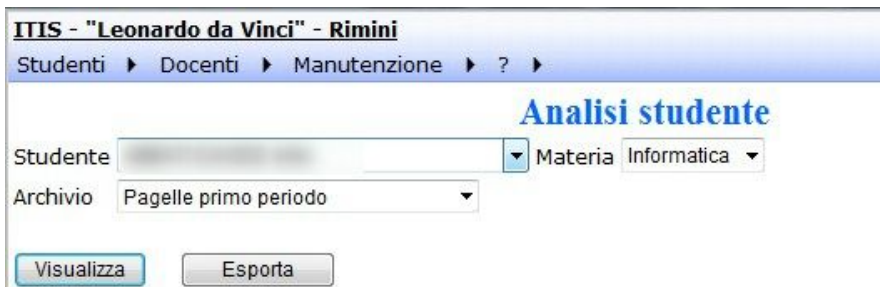 ITIS - "Leonardo da Vinci" - Rimini
Studenti Docenti Manutenzione ?
Analisi studente
Studente Materia Informatica
Archivio Pagelle primo periodo
Visualizza Esporta